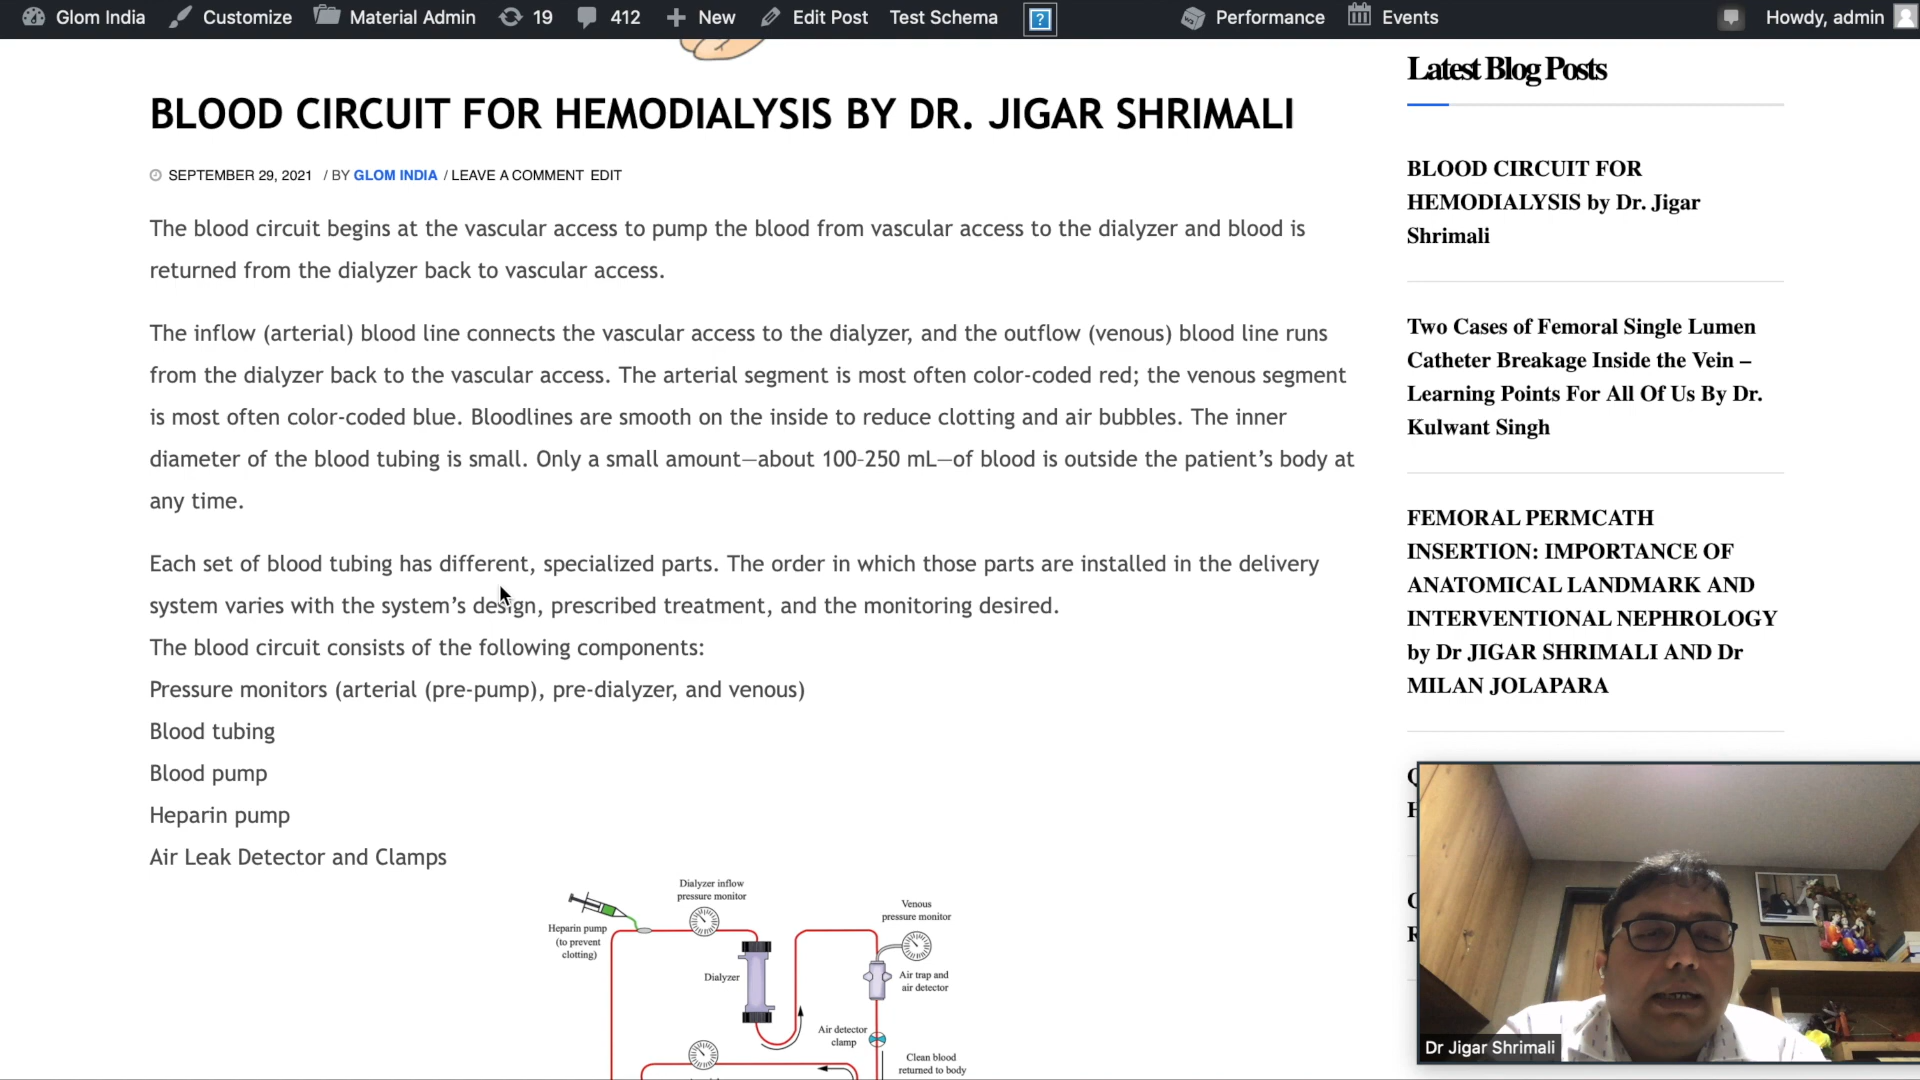 Glom India Customize Material Admin 19 412 + New Edit Post Test Schema ? Performance Events Howdy, admin
BLOOD CIRCUIT FOR HEMODIALYSIS BY DR. JIGAR SHRIMALI
SEPTEMBER 29, 2021 / BY GLOM INDIA / LEAVE A COMMENT EDIT
The blood circuit begins at the vascular access to pump the blood from vascular access to the dialyzer and blood is
returned from the dialyzer back to vascular access.
The inflow (arterial) blood line connects the vascular access to the dialyzer, and the outflow (venous) blood line runs
from the dialyzer back to the vascular access. The arterial segment is most often color-coded red; the venous segment
is most often color-coded blue. Bloodlines are smooth on the inside to reduce clotting and air bubbles. The inner
diameter of the blood tubing is small. Only a small amount—about 100-250 mL—of blood is outside the patient’s body at
any time.
Each set of blood tubing has different, specialized parts. The order in which those parts are installed in the delivery
system varies with the system’s design, prescribed treatment, and the monitoring desired.
The blood circuit consists of the following components:
Pressure monitors (arterial (pre-pump), pre-dialyzer, and venous)
Blood tubing
Blood pump
Heparin pump
Air Leak Detector and Clamps
Dialyzer inflow
pressure monitor
Heparin pump
(to prevent
clotting)
Dialyzer
Venous
pressure monitor
Air trap and
air detector
Air detector
clamp
Clean blood
returned to body
Latest Blog Posts
BLOOD CIRCUIT FOR
HEMODIALYSIS by Dr. Jigar
Shrimali
Two Cases of Femoral Single Lumen
Catheter Breakage Inside the Vein –
Learning Points For All Of Us By Dr.
Kulwant Singh
FEMORAL PERMCATH
INSERTION: IMPORTANCE OF
ANATOMICAL LANDMARK AND
INTERVENTIONAL NEPHROLOGY
by Dr JIGAR SHRIMALI AND Dr
MILAN JOLAPARA
Dr Jigar Shrimali